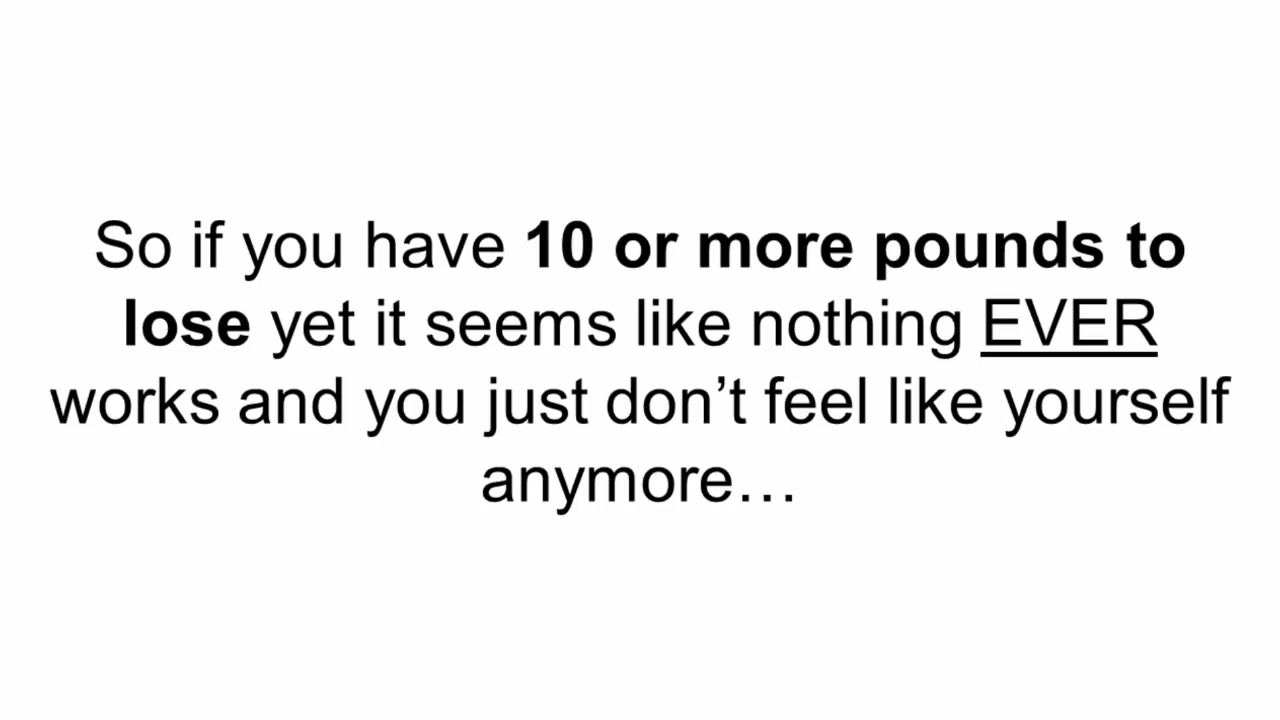 So if you have 10 or more pounds to
lose yet it seems like nothing EVER
works and you just don’t feel like yourself
anymore…